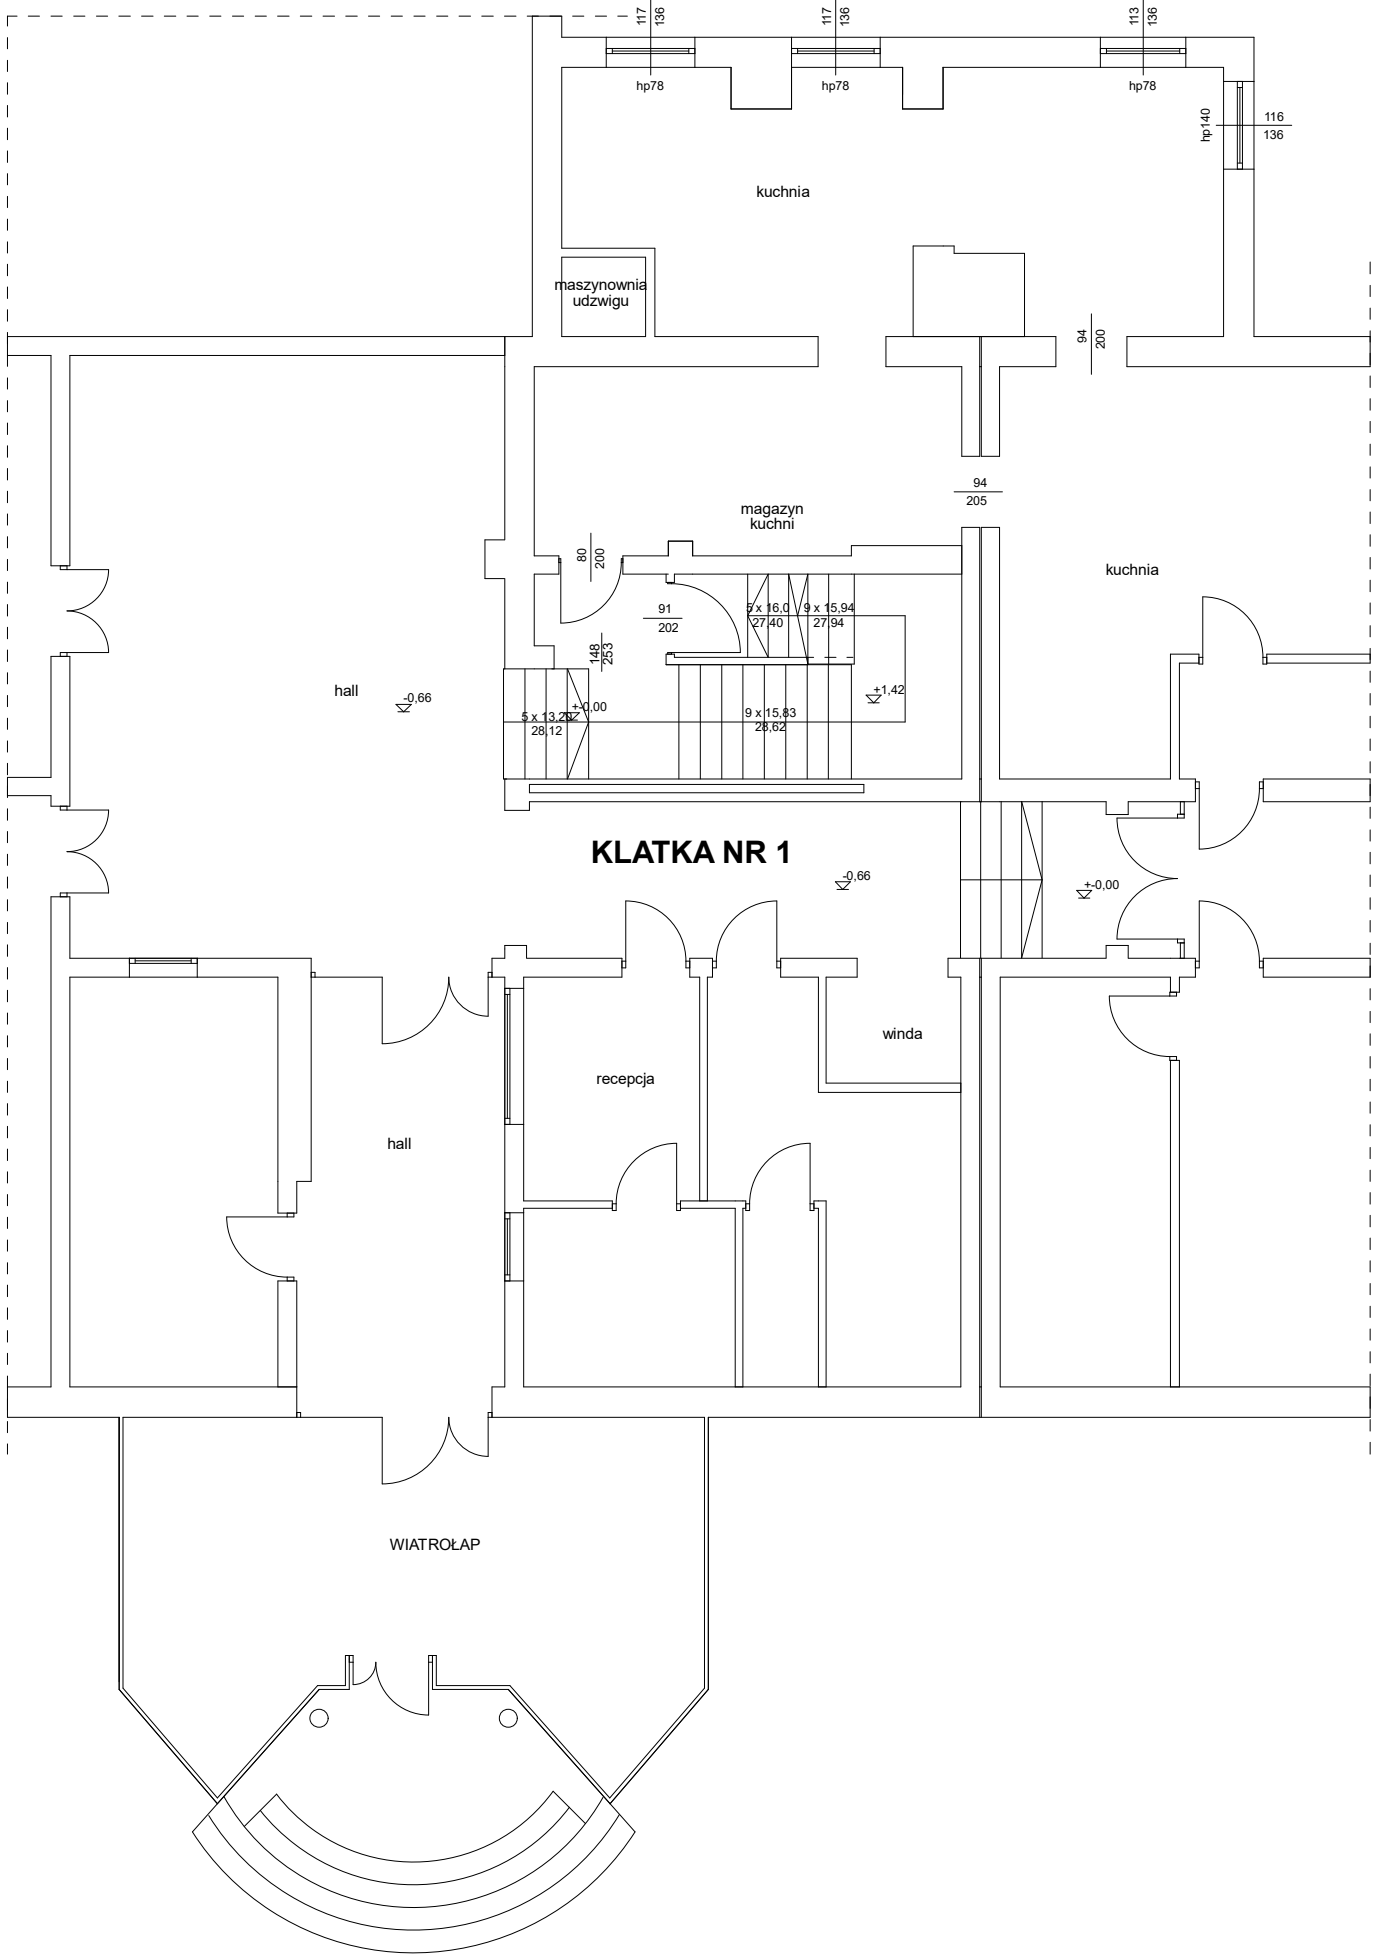 117
136
117
136
113
136
hp78
hp78
hp78
hp140
116
136
kuchnia
maszynownia
udzwigu
94
200
94
205
magazyn
kuchni
80
200
kuchnia
91
202
5 x 16,0
27,40
9 x 15,94
27,94
148
253
hall
-0,66
+-0,00
+1,42
5 x 13,20
28,12
9 x 15,83
28,62
KLATKA NR 1
-0,66
+-0,00
winda
recepcja
hall
WIATROŁAP